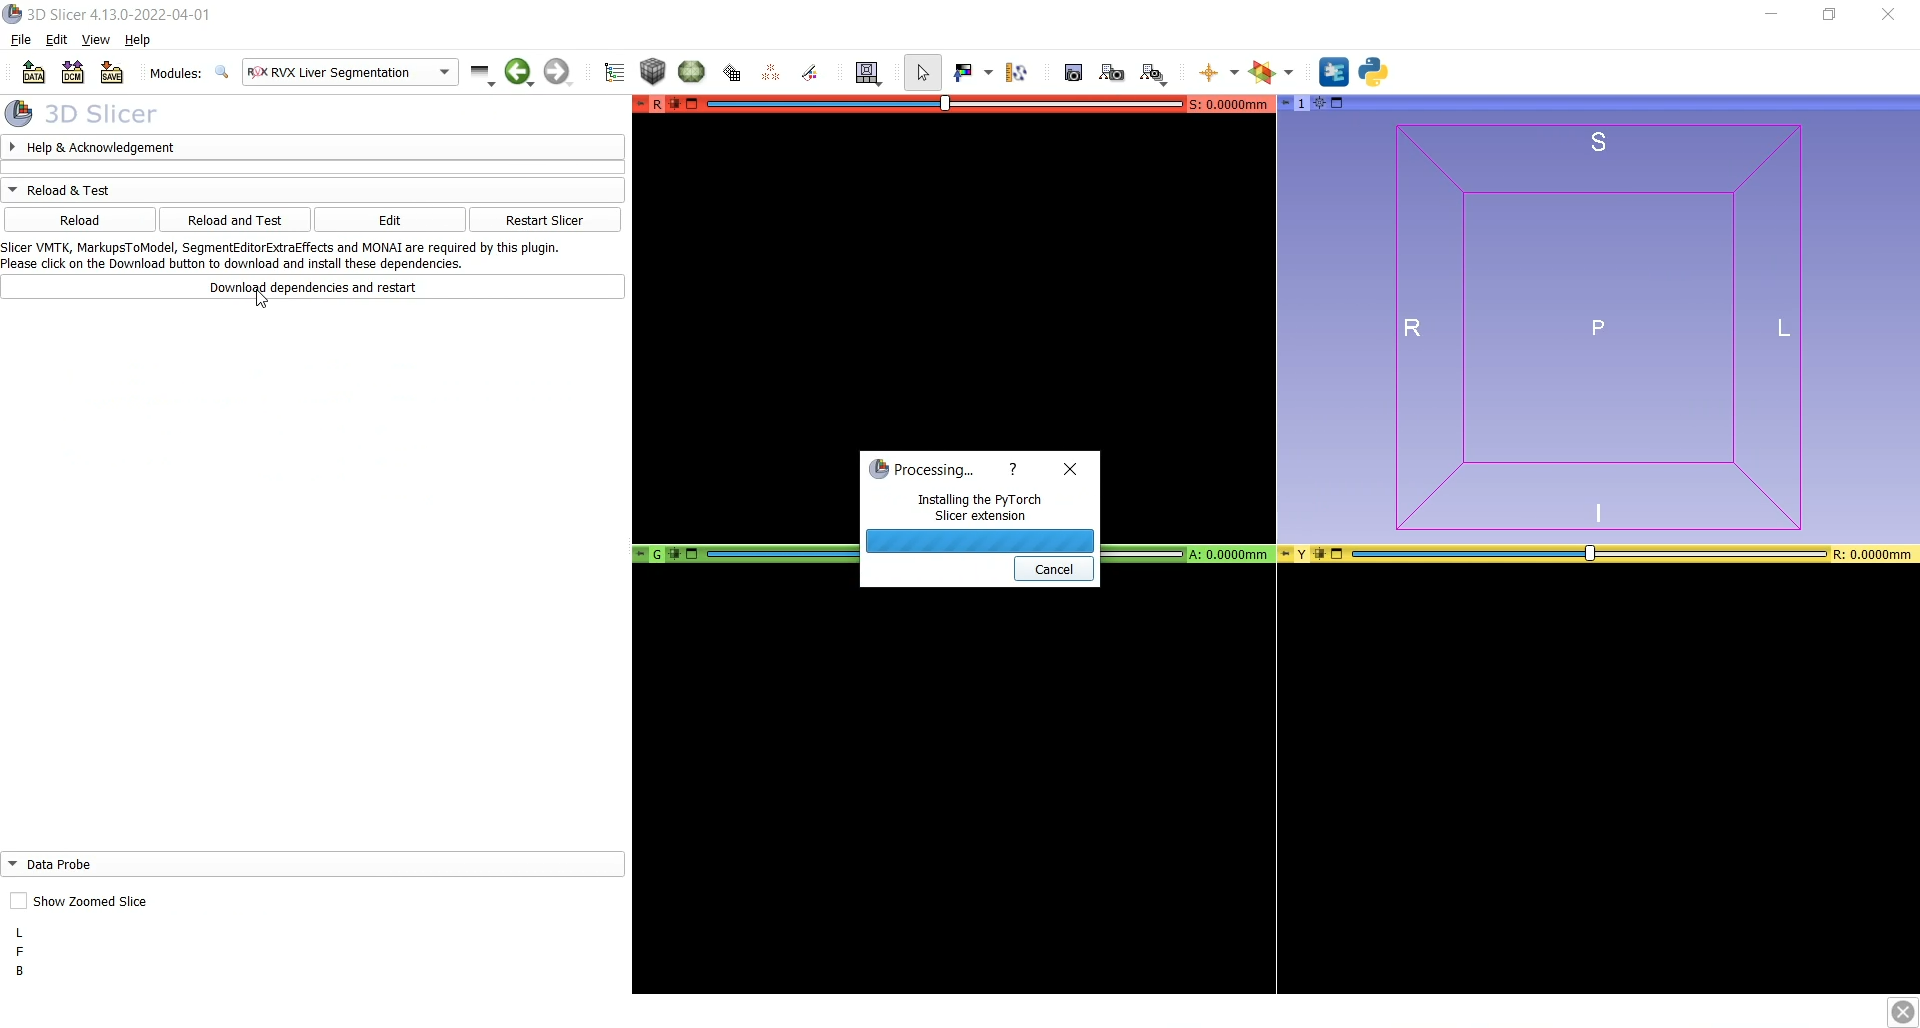 3D Slicer 4.13.0-2022-04-01
File Edit View Help
DATA DCM SAVE Modules: RVX RVX Liver Segmentation
3D Slicer
Help & Acknowledgement
Reload & Test
Reload Reload and Test Edit Restart Slicer
Slicer VMTK, MarkupsToModel, SegmentEditorExtraEffects and MONAI are required by this plugin.
Please click on the Download button to download and install these dependencies.
Download dependencies and restart
Data Probe
Show Zoomed Slice
L
F
B
R S: 0.0000mm
1
S
R P L
I
Processing... ?
Installing the PyTorch
Slicer extension
Cancel
G A: 0.0000mm
Y R: 0.0000mm